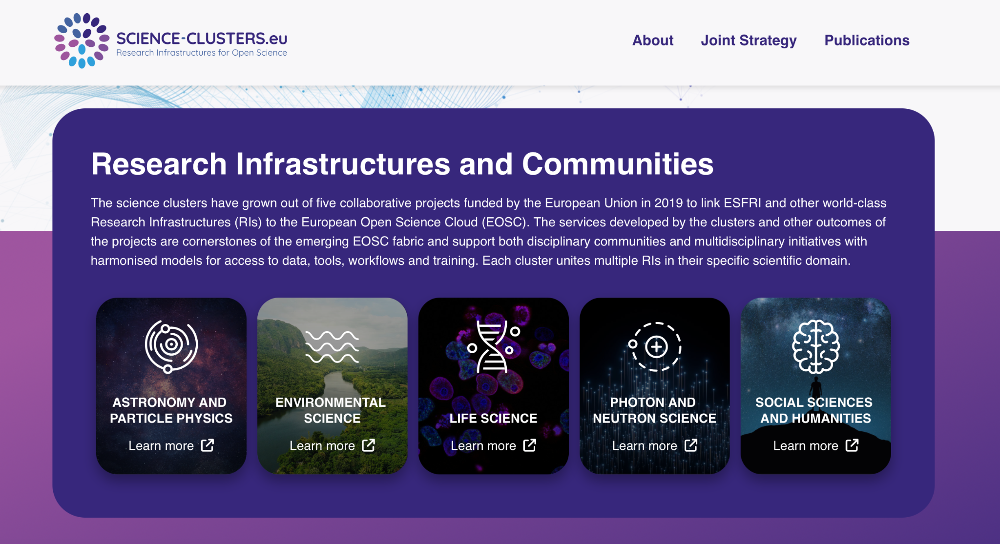 SCIENCE-CLUSTERS.eu
Research Infrastructures for Open Science
About
Joint Strategy
Publications
Research Infrastructures and Communities
The science clusters have grown out of five collaborative projects funded by the European Union in 2019 to link ESFRI and other world-class
Research Infrastructures (RIs) to the European Open Science Cloud (EOSC). The services developed by the clusters and other outcomes of
the projects are cornerstones of the emerging EOSC fabric and support both disciplinary communities and multidisciplinary initiatives with
harmonised models for access to data, tools, workflows and training. Each cluster unites multiple RIs in their specific scientific domain.
ASTRONOMY AND
PARTICLE PHYSICS
Learn more
ENVIRONMENTAL
SCIENCE
Learn more
LIFE SCIENCE
Learn more
PHOTON AND
NEUTRON SCIENCE
Learn more
SOCIAL SCIENCES
AND HUMANITIES
Learn more